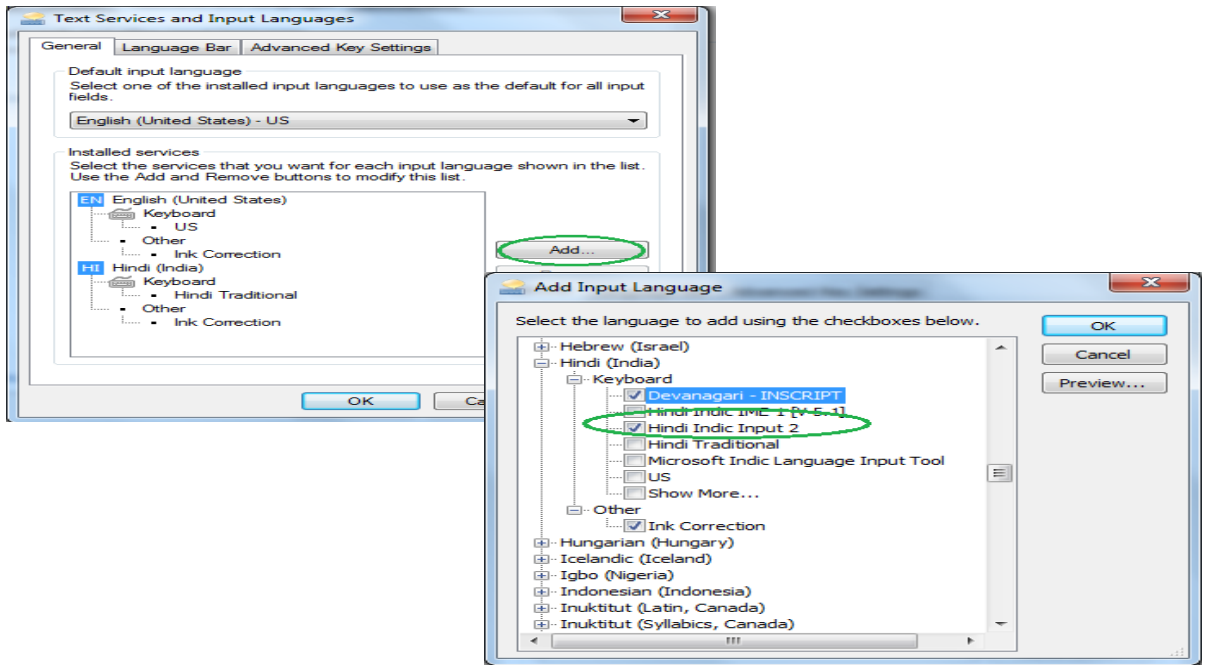 Text Services and Input Languages
General Language Bar Advanced Key Settings
Default input language
Select one of the installed input languages to use as the default for all input
fields.
English (United States) - US
Installed services
Select the services that you want for each input language shown in the list.
Use the Add and Remove buttons to modify this list.
EN English (United States)
Keyboard
US
Other
Ink Correction
HI Hindi (India)
Keyboard
Hindi Traditional
Other
Ink Correction
Add...
OK
Add Input Language
Select the language to add using the checkboxes below.
Hebrew (Israel)
Hindi (India)
Keyboard
Devanagari - INSCRIPT
Hindi Indic IME 1 [V 5.1]
Hindi Indic Input 2
Hindi Traditional
Microsoft Indic Language Input Tool
US
Show More...
Other
Ink Correction
Hungarian (Hungary)
Icelandic (Iceland)
Igbo (Nigeria)
Indonesian (Indonesia)
Inuktitut (Latin, Canada)
Inuktitut (Syllabics, Canada)
OK
Cancel
Preview...